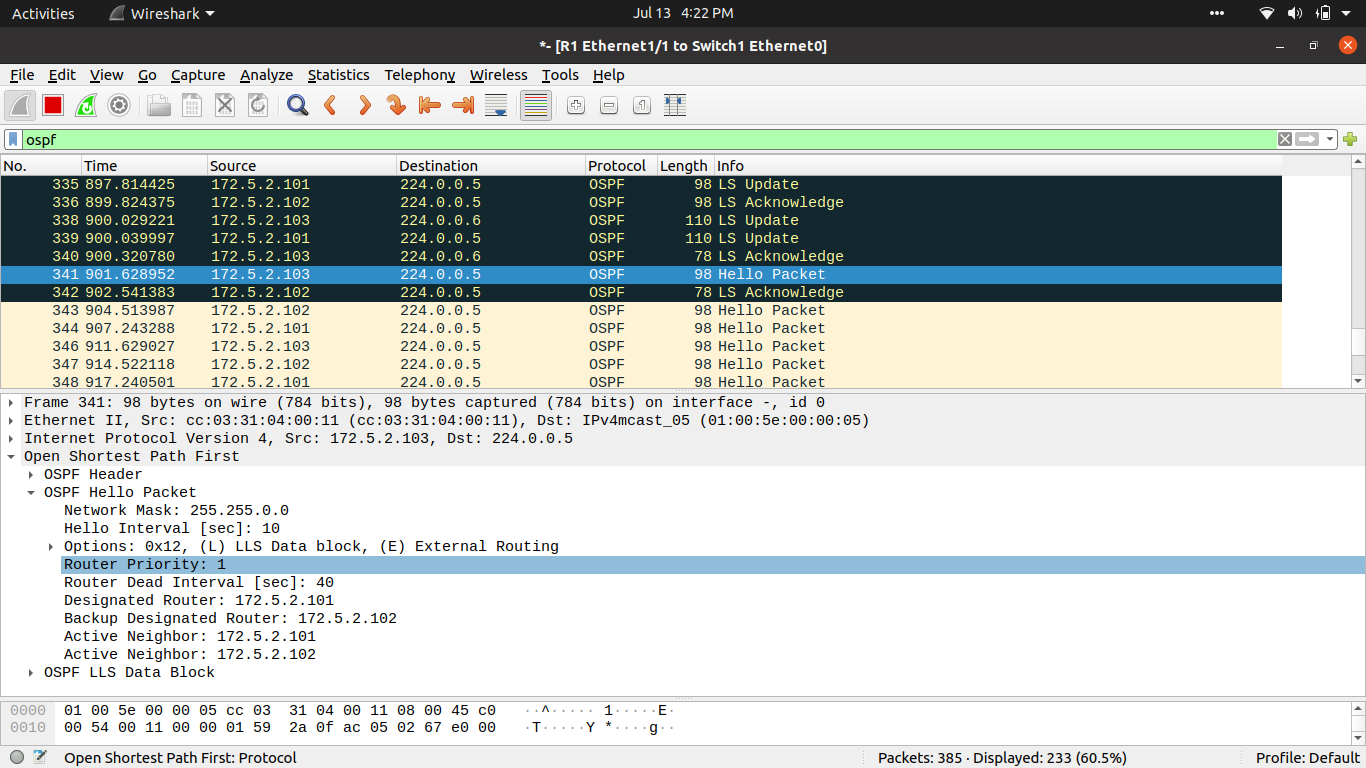 Activities Wireshark Jul 13 4:22 PM
*- [R1 Ethernet1/1 to Switch1 Ethernet0]
File Edit View Go Capture Analyze Statistics Telephony Wireless Tools Help
ospf
No. Time Source Destination Protocol Length Info
335 897.814425 172.5.2.101 224.0.0.5 OSPF 98 LS Update
336 899.824375 172.5.2.102 224.0.0.5 OSPF 98 LS Acknowledge
338 900.029221 172.5.2.103 224.0.0.6 OSPF 110 LS Update
339 900.039997 172.5.2.101 224.0.0.5 OSPF 110 LS Update
340 900.320780 172.5.2.103 224.0.0.6 OSPF 78 LS Acknowledge
341 901.628952 172.5.2.103 224.0.0.5 OSPF 98 Hello Packet
342 902.541383 172.5.2.102 224.0.0.5 OSPF 78 LS Acknowledge
343 904.513987 172.5.2.102 224.0.0.5 OSPF 98 Hello Packet
344 907.243288 172.5.2.101 224.0.0.5 OSPF 98 Hello Packet
346 911.629027 172.5.2.103 224.0.0.5 OSPF 98 Hello Packet
347 914.522118 172.5.2.102 224.0.0.5 OSPF 98 Hello Packet
348 917.240501 172.5.2.101 224.0.0.5 OSPF 98 Hello Packet
Frame 341: 98 bytes on wire (784 bits), 98 bytes captured (784 bits) on interface -, id 0
Ethernet II, Src: cc:03:31:04:00:11 (cc:03:31:04:00:11), Dst: IPv4mcast_05 (01:00:5e:00:00:05)
Internet Protocol Version 4, Src: 172.5.2.103, Dst: 224.0.0.5
Open Shortest Path First
OSPF Header
OSPF Hello Packet
Network Mask: 255.255.0.0
Hello Interval [sec]: 10
Options: 0x12, (L) LLS Data block, (E) External Routing
Router Priority: 1
Router Dead Interval [sec]: 40
Designated Router: 172.5.2.101
Backup Designated Router: 172.5.2.102
Active Neighbor: 172.5.2.101
Active Neighbor: 172.5.2.102
OSPF LLS Data Block
0000 01 00 5e 00 00 05 cc 03 31 04 00 11 08 00 45 c0 ··^····· 1·····E·
0010 00 54 00 11 00 00 01 59 2a 0f ac 05 02 67 e0 00 ·T·····Y *····g··
Open Shortest Path First: Protocol Packets: 385 · Displayed: 233 (60.5%) Profile: Default